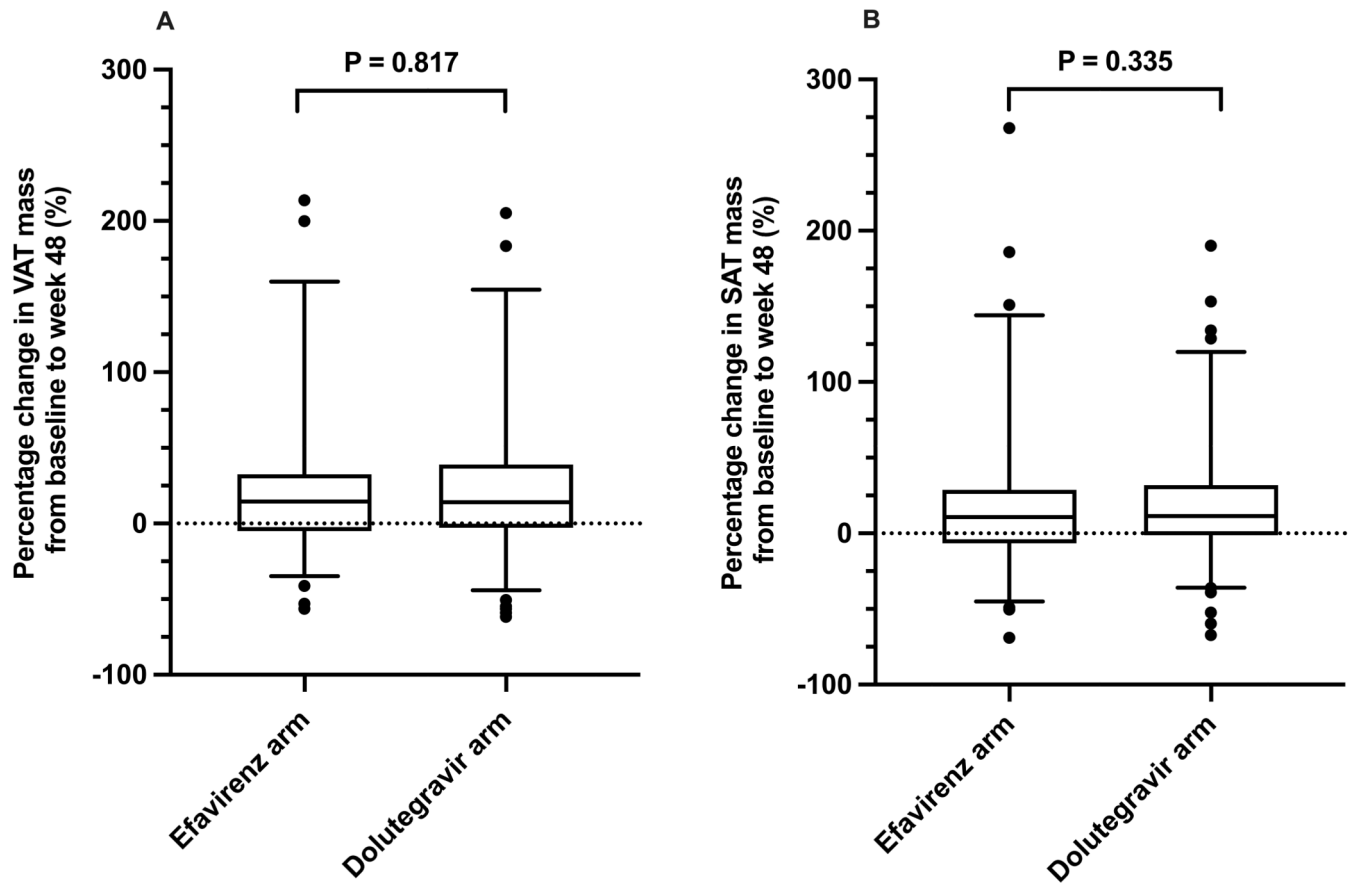 A
P = 0.817
300
200
100
0
-100
Percentage change in VAT mass
from baseline to week 48 (%)
Efavirenz arm
Dolutegravir arm
B
P = 0.335
300
200
100
0
-100
Percentage change in SAT mass
from baseline to week 48 (%)
Efavirenz arm
Dolutegravir arm